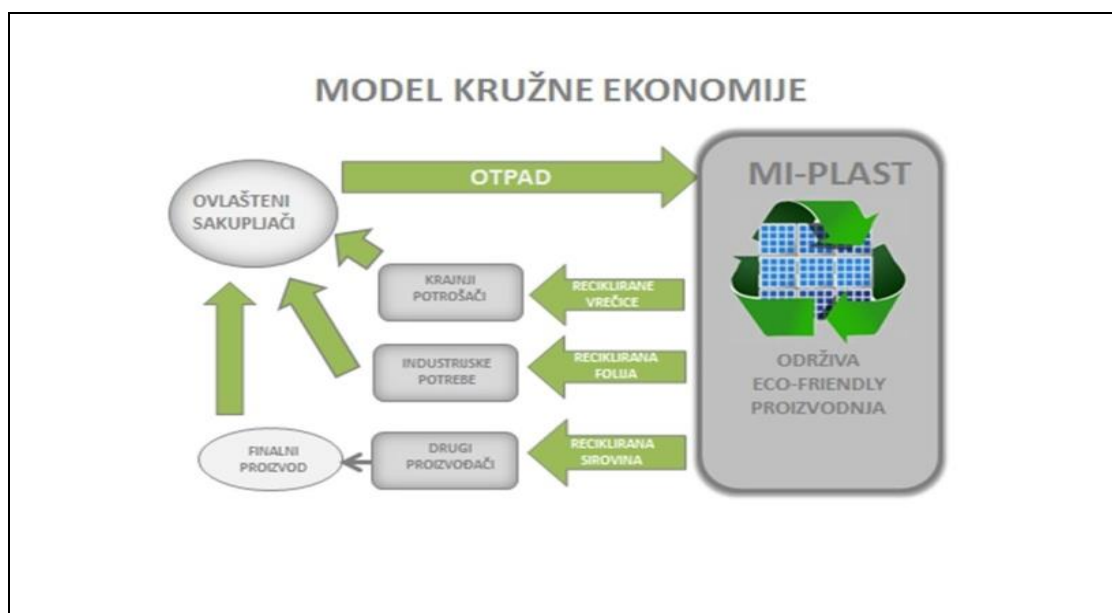 MODEL KRUŽNE EKONOMIJE
OVLAŠTENI
SAKUPLJAČI
OTPAD
MI-PLAST
KRAJNJI
POTROŠAČI
RECIKLIRANE
VREČICE
INDUSTRIJSKE
POTREBE
RECIKLIRANA
FOLIJA
ODRŽIVA
ECO-FRIENDLY
PROIZVODNJA
FINALNI
PROIZVOD
DRUGI
PROIZVOĐAČI
RECIKLIRANA
SIROVINA